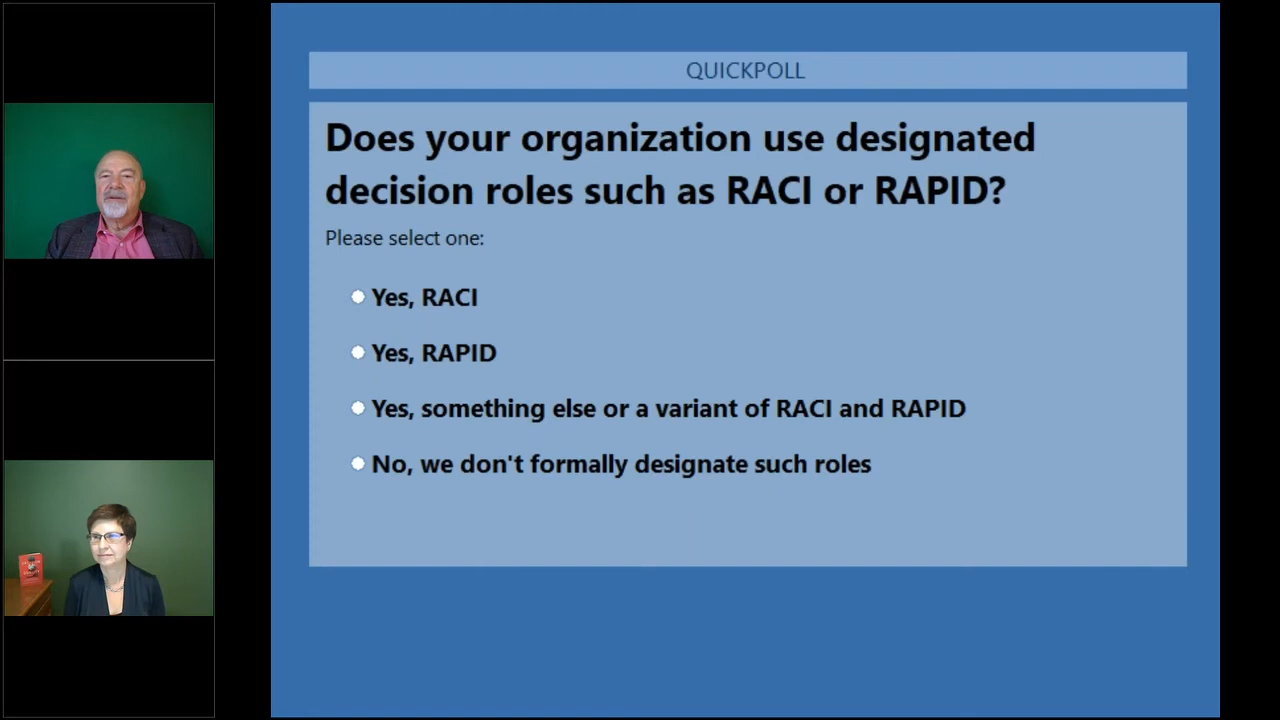 QUICKPOLL
Does your organization use designated
decision roles such as RACI or RAPID?
Please select one:
Yes, RACI
Yes, RAPID
Yes, something else or a variant of RACI and RAPID
No, we don't formally designate such roles